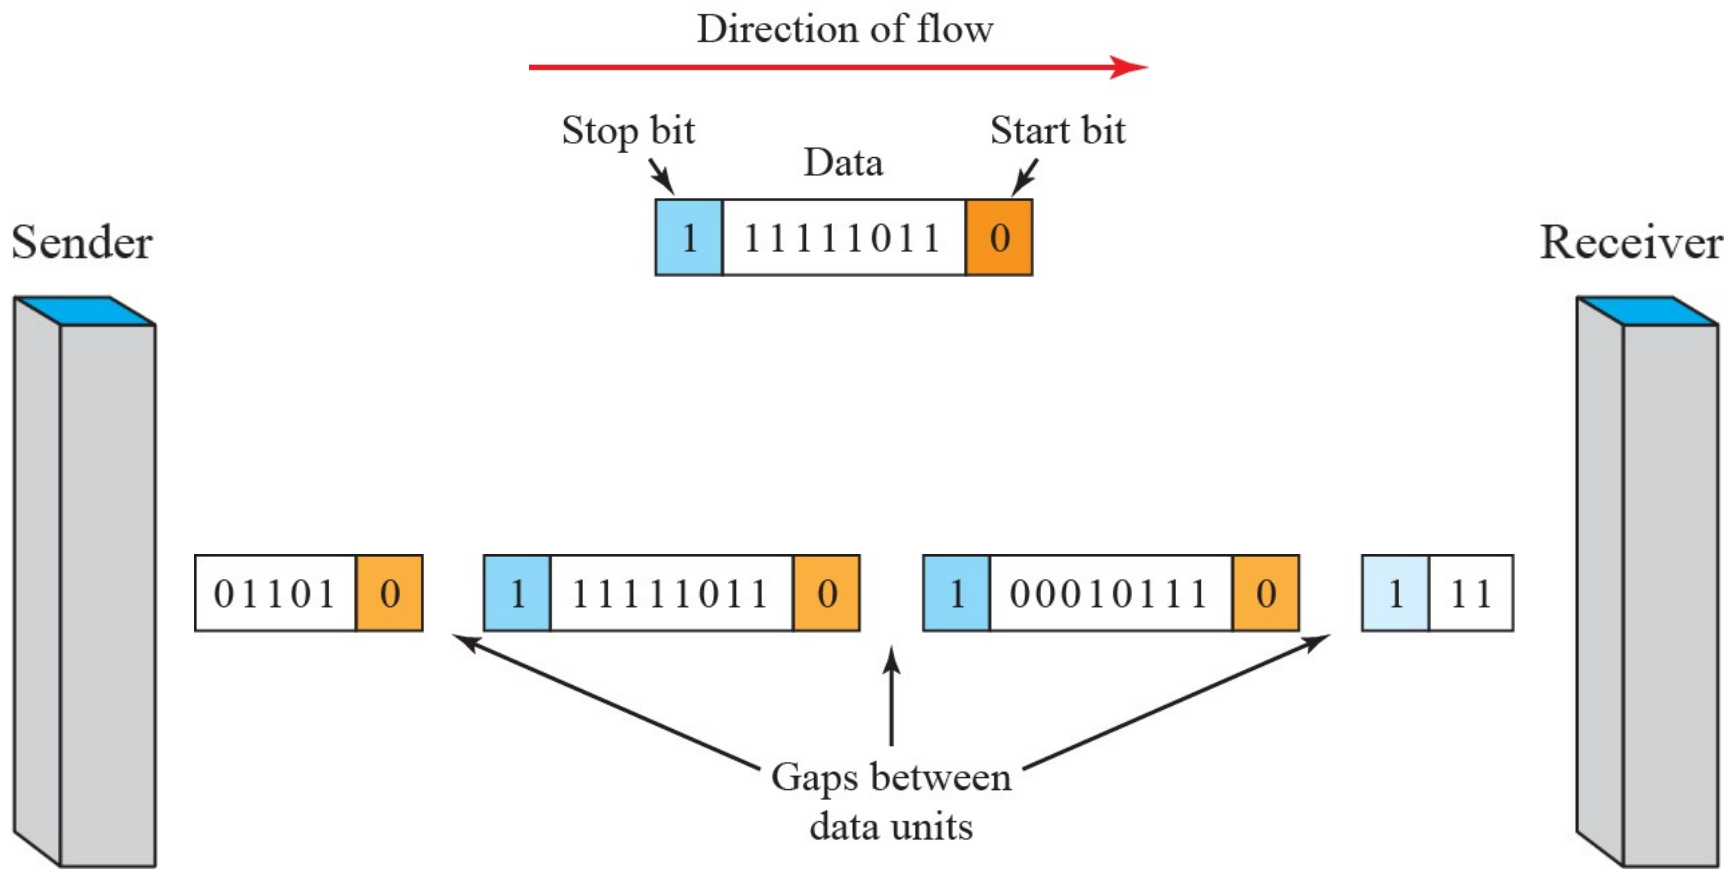 Direction of flow
Stop bit
Start bit
Data
1 11111011 0
Sender
Receiver
01101 0 1 11111011 0 1 00010111 0 1 11
Gaps between
data units